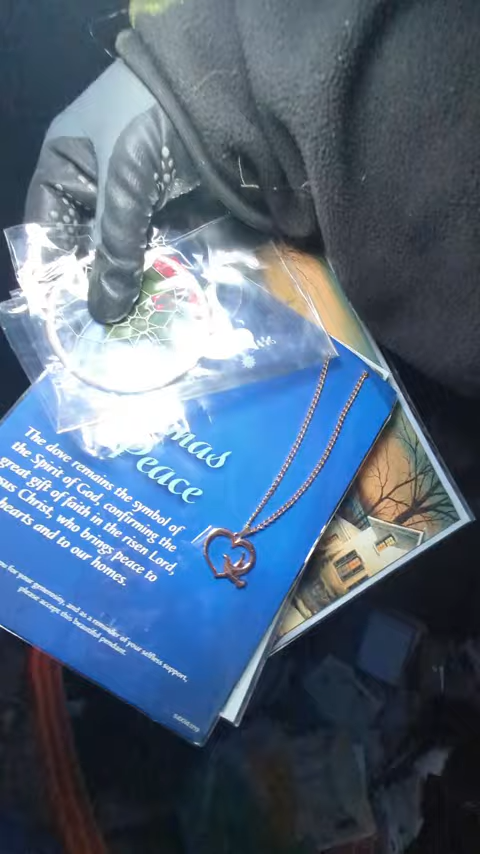 mas
Peace
The dove remains the symbol of
the Spirit of God, confirming the
great gift of faith in the risen Lord,
sus Christ, who brings peace to
hearts and to our homes.
for your generosity, and as a reminder of your selfless support,
please accept this beautiful pendant.